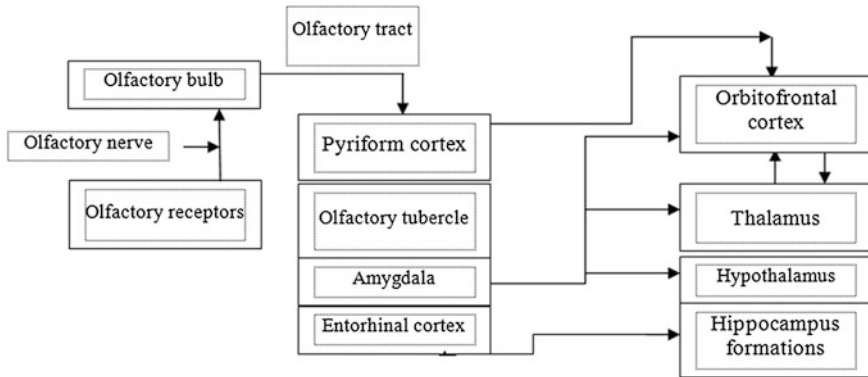 Olfactory tract
Olfactory bulb
Olfactory nerve
Olfactory receptors
Pyriform cortex
Olfactory tubercle
Amygdala
Entorhinal cortex
Orbitofrontal
cortex
Thalamus
Hypothalamus
Hippocampus
formations